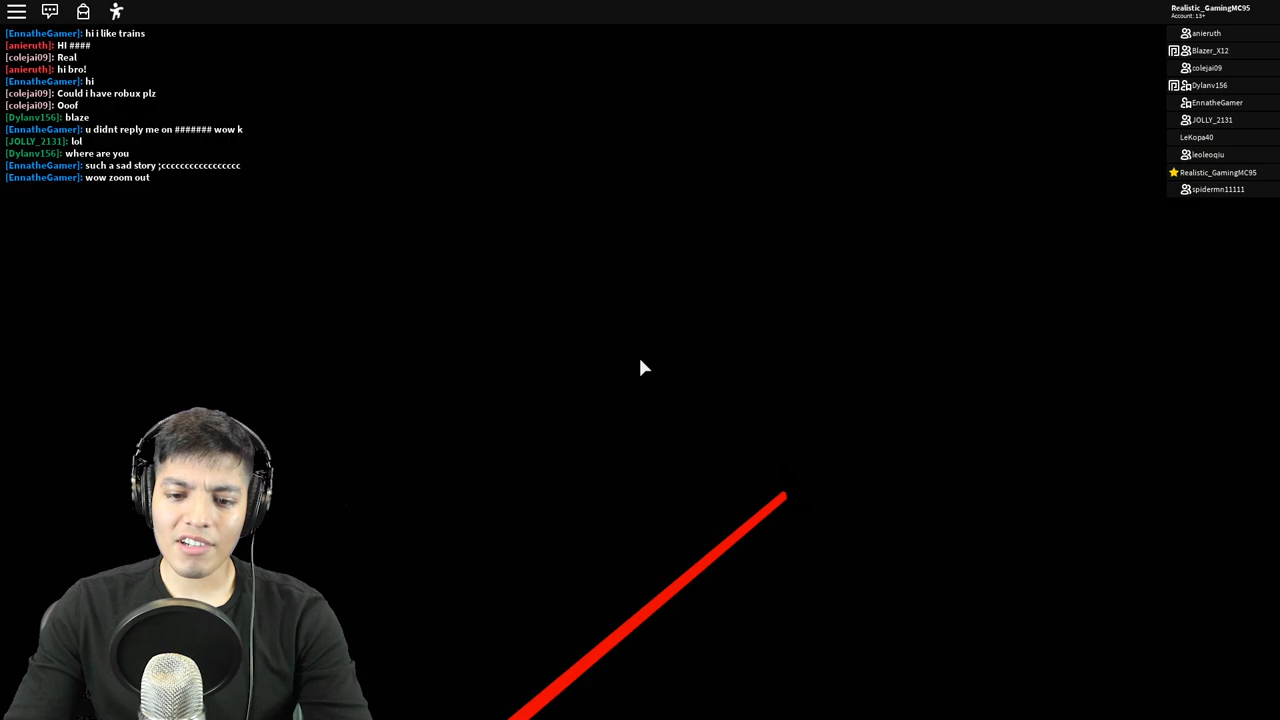 Realistic_GamingMC95
Account: 13+
[EnnatheGamer]: hi i like trains
[anieruth]: HI ####
[colejai09]: Real
[anieruth]: hi bro!
[EnnatheGamer]: hi
[colejai09]: Could i have robux plz
[colejai09]: Ooof
[Dylanv156]: blaze
[EnnatheGamer]: u didnt reply me on ####### wow k
[JOLLY_2131]: lol
[Dylanv156]: where are you
[EnnatheGamer]: such a sad story ;ccccccccccccccccc
[EnnatheGamer]: wow zoom out
anieruth
Blazer_X12
colejai09
Dylanv156
EnnatheGamer
JOLLY_2131
LeKopa40
leoleoqiu
Realistic_GamingMC95
spidermn11111